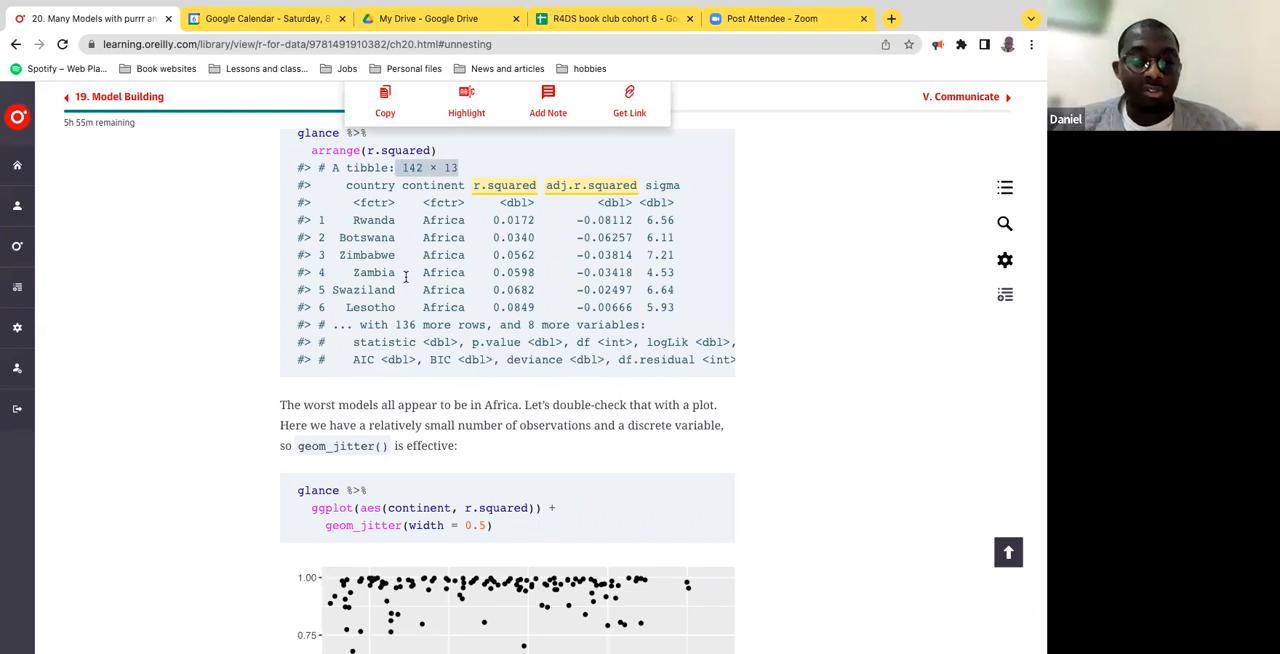 20. Many Models with purrr an
Google Calendar - Saturday, 8
My Drive - Google Drive
R4DS book club cohort 6 - Go
Post Attendee - Zoom
learning.oreilly.com/library/view/r-for-data/9781491910382/ch20.html#unnesting
Spotify – Web Pla...
Book websites
Lessons and class...
Jobs
Personal files
News and articles
hobbies
19. Model Building
V. Communicate
5h 55m remaining
Copy
Highlight
Add Note
Get Link
glance %>%
arrange(r.squared)
#> # A tibble: 142 × 13
#> country continent r.squared adj.r.squared sigma
#> <fctr> <fctr> <dbl> <dbl> <dbl>
#> 1 Rwanda Africa 0.0172 -0.08112 6.56
#> 2 Botswana Africa 0.0340 -0.06257 6.11
#> 3 Zimbabwe Africa 0.0562 -0.03814 7.21
#> 4 Zambia Africa 0.0598 -0.03418 4.53
#> 5 Swaziland Africa 0.0682 -0.02497 6.64
#> 6 Lesotho Africa 0.0849 -0.00666 5.93
#> # ... with 136 more rows, and 8 more variables:
#> # statistic <dbl>, p.value <dbl>, df <int>, logLik <dbl>,
#> # AIC <dbl>, BIC <dbl>, deviance <dbl>, df.residual <int>
The worst models all appear to be in Africa. Let's double-check that with a plot.
Here we have a relatively small number of observations and a discrete variable,
so geom_jitter() is effective:
glance %>%
ggplot(aes(continent, r.squared)) +
geom_jitter(width = 0.5)
1.00
0.75
Daniel